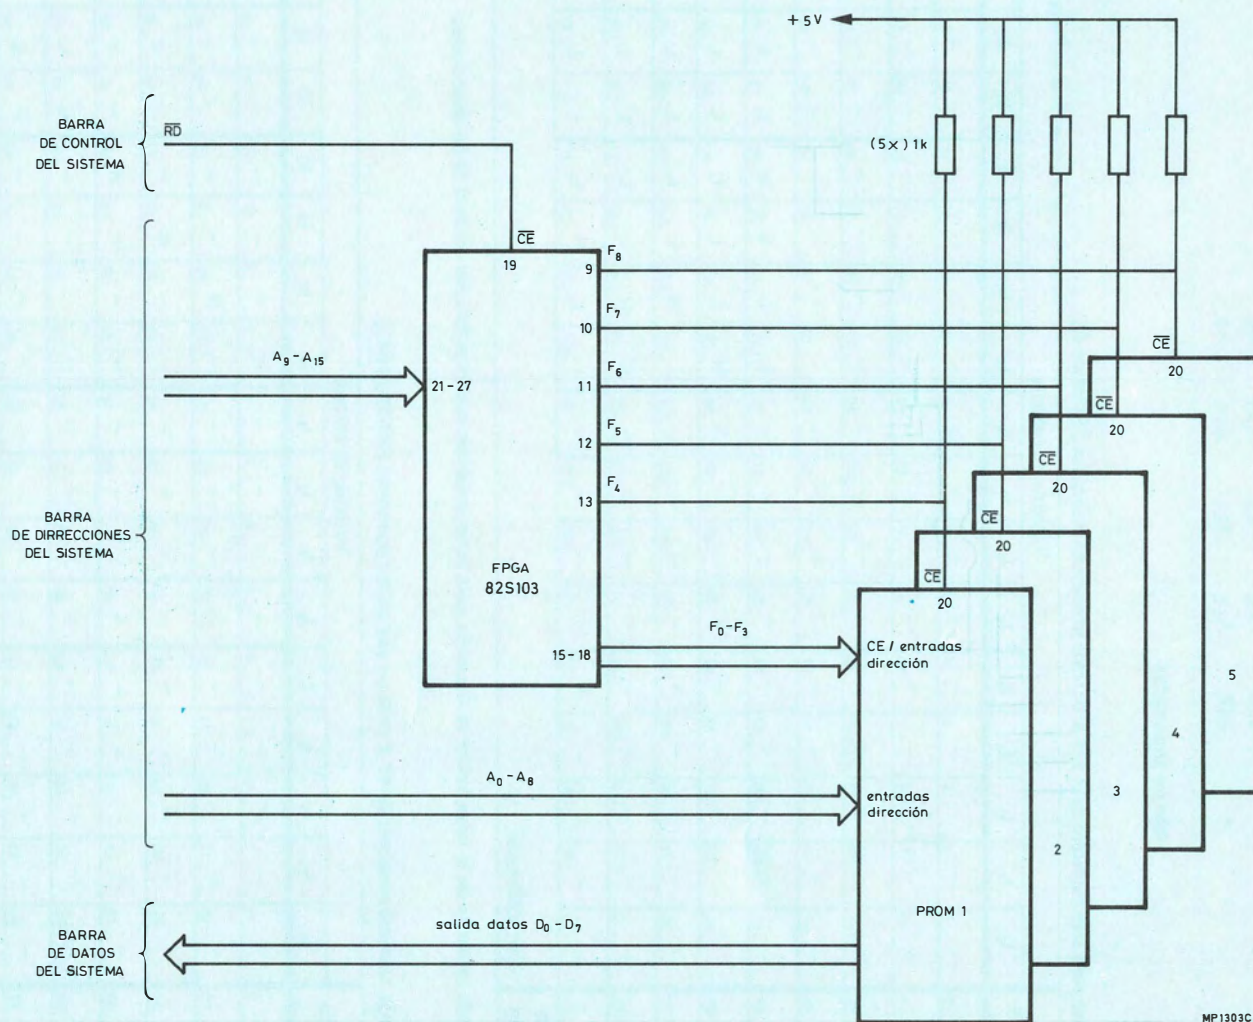 +5V
BARRA
DE CONTROL
DEL SISTEMA
RD
(5x) 1k
CE
19
F8
9
F7
10
CE
20
A9 - A15
21 - 27
F6
11
CE
20
F5
12
CE
20
F4
13
CE
20
BARRA
DE DIRRECCIONES
DEL SISTEMA
FPGA
82S103
CE
20
F0 - F3
15 - 18
CE / entradas
dirección
5
4
A0 - A8
entradas
dirección
3
2
PROM 1
BARRA
DE DATOS
DEL SISTEMA
salida datos D0 - D7
MP1303C